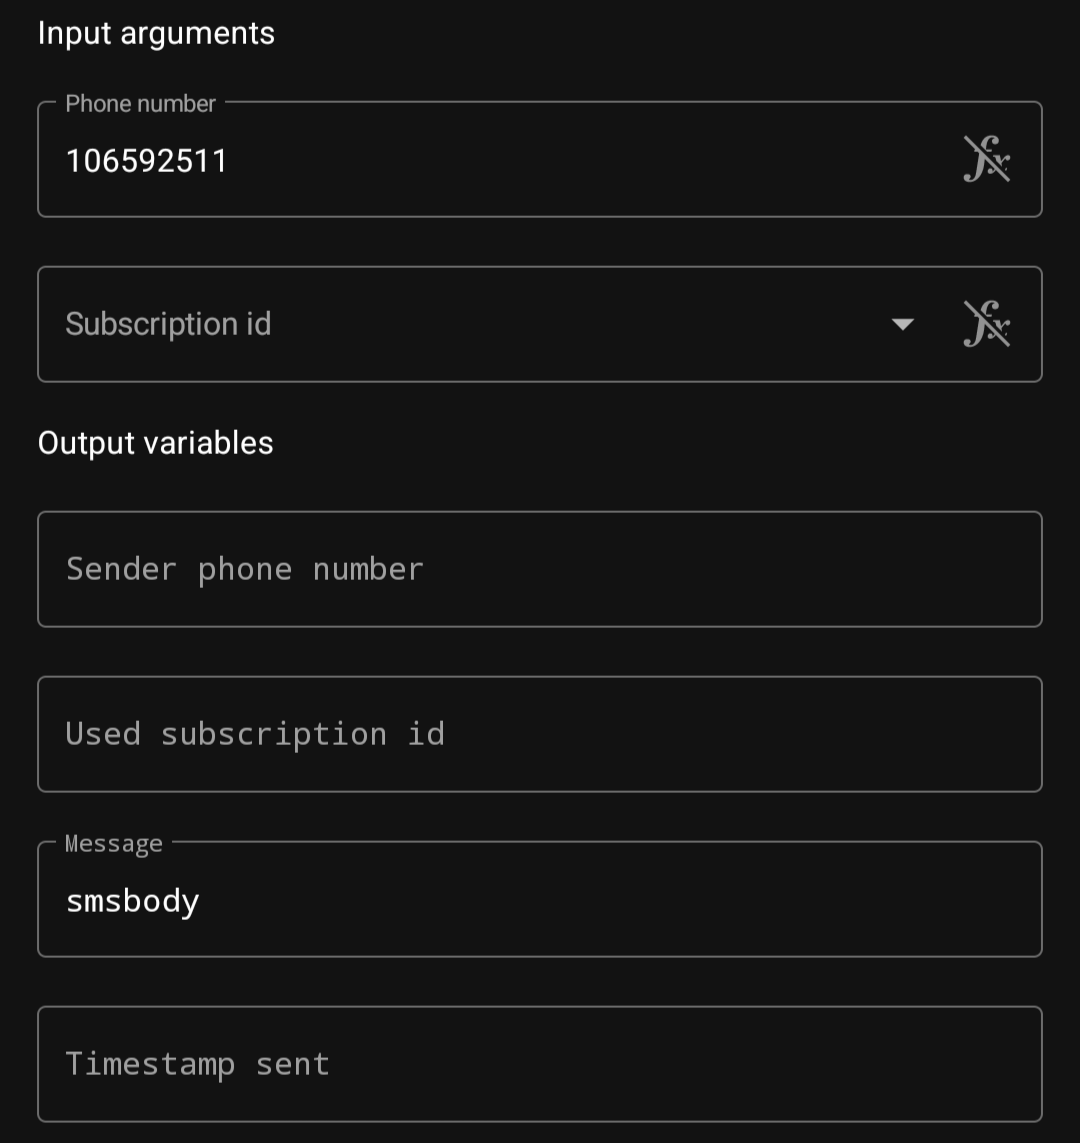 Input arguments
Phone number
106592511
Subscription id
Output variables
Sender phone number
Used subscription id
Message
smsbody
Timestamp sent